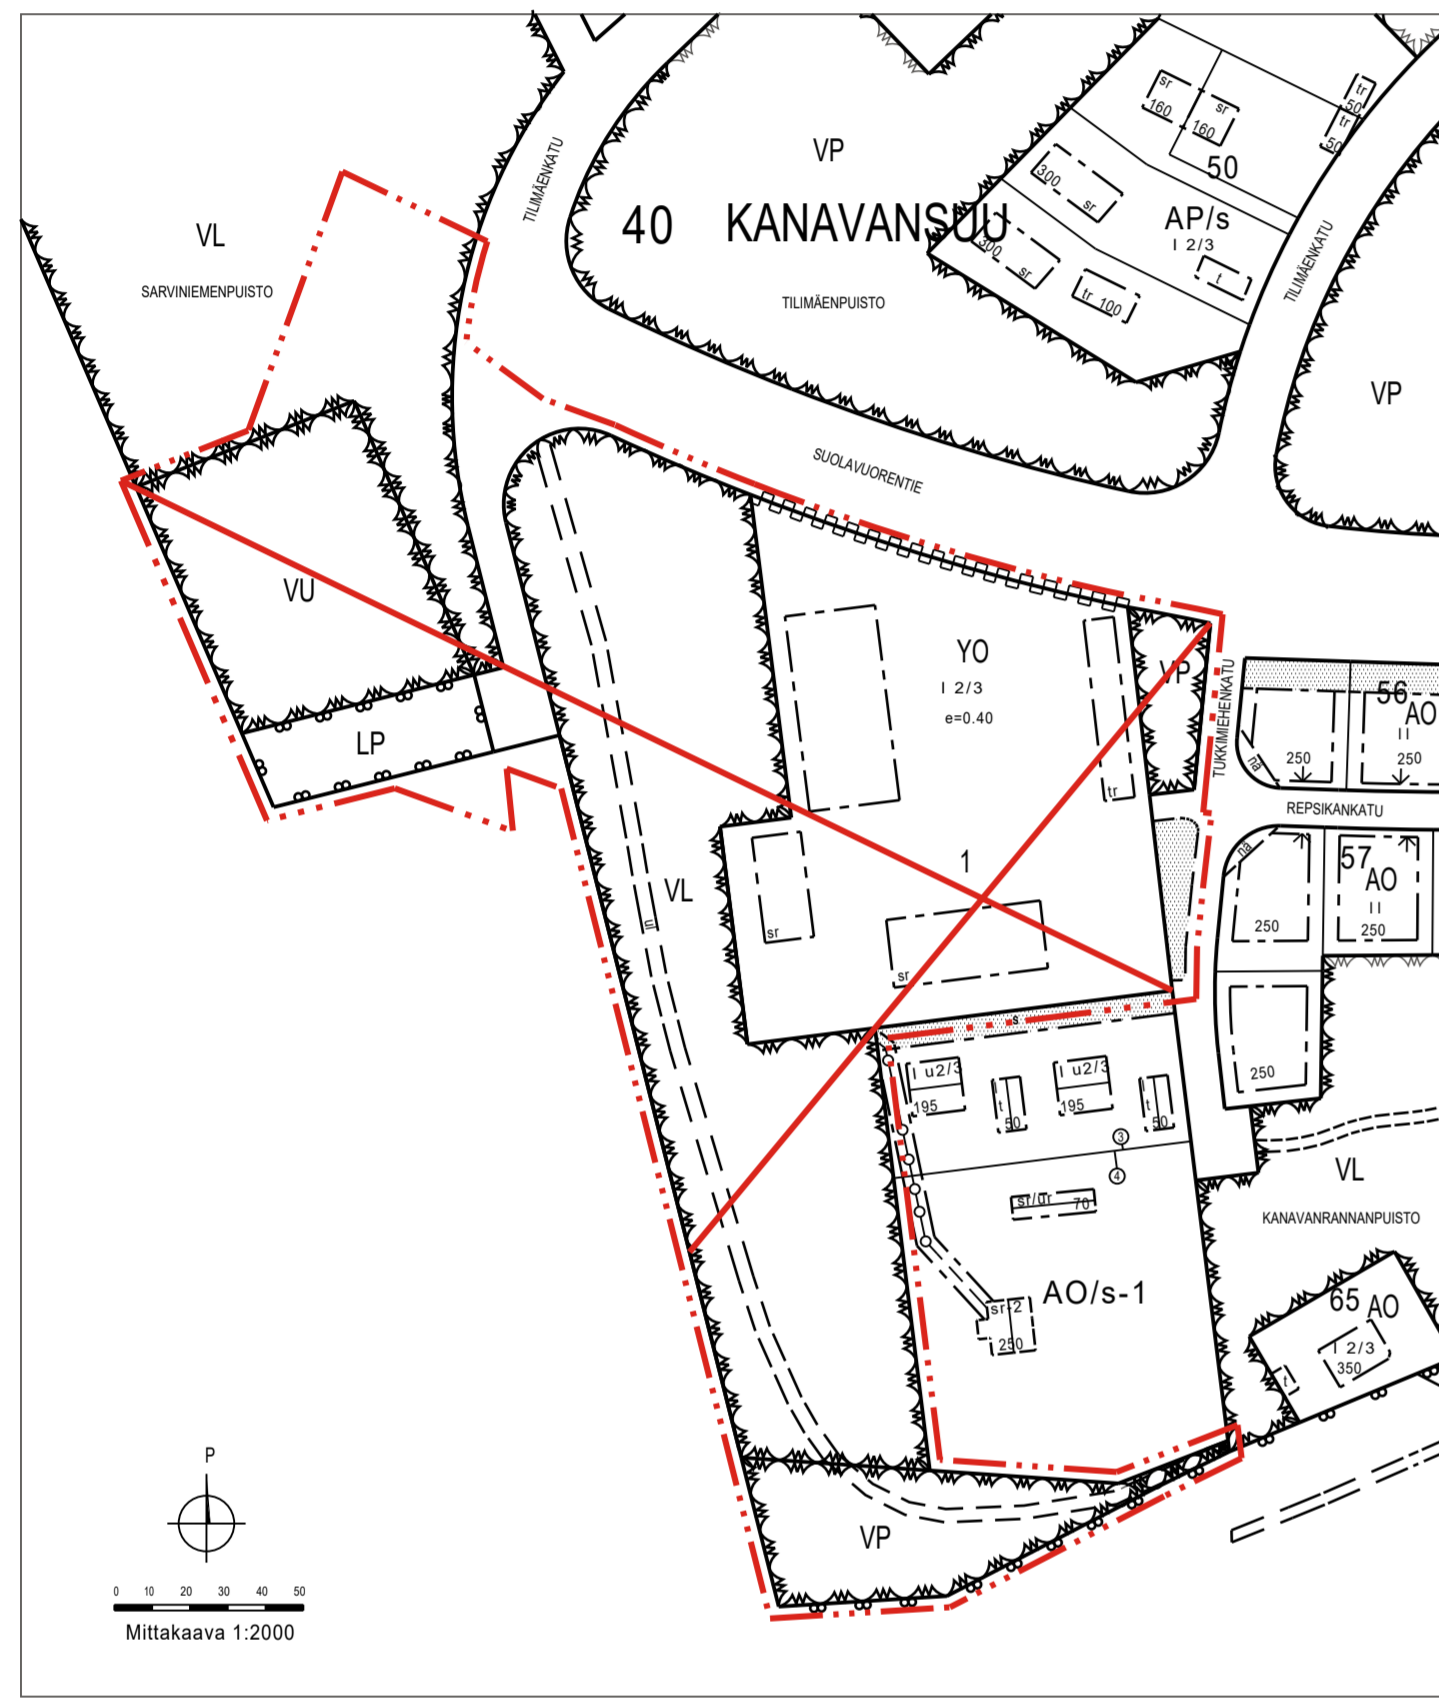 sr
160
sr
160
tr
50
tr
50
50
VP
TILIMÄENKATU
300
sr
40 KANAVANSUU
AP/s
I 2/3
300
sr
t
tr 100
TILIMÄENKATU
VL
SARVINIEMENPUISTO
TILIMÄENPUISTO
VP
SUOLAVUORENTIE
VU
YO
I 2/3
e=0.40
VP
TUKKIMIEHENKATU
56
AO
II
250
250
na
LP
tr
REPSIKANKATU
na
57
AO
II
250
250
1
VL
ul
sr
sr
s
I u2/3
195
t
50
I u2/3
195
t
50
250
3
4
VL
KANAVANRANNANPUISTO
sr/ur
70
AO/s-1
sr-2
250
65 AO
I 2/3
350
t
P
VP
0 10 20 30 40 50
Mittakaava 1:2000